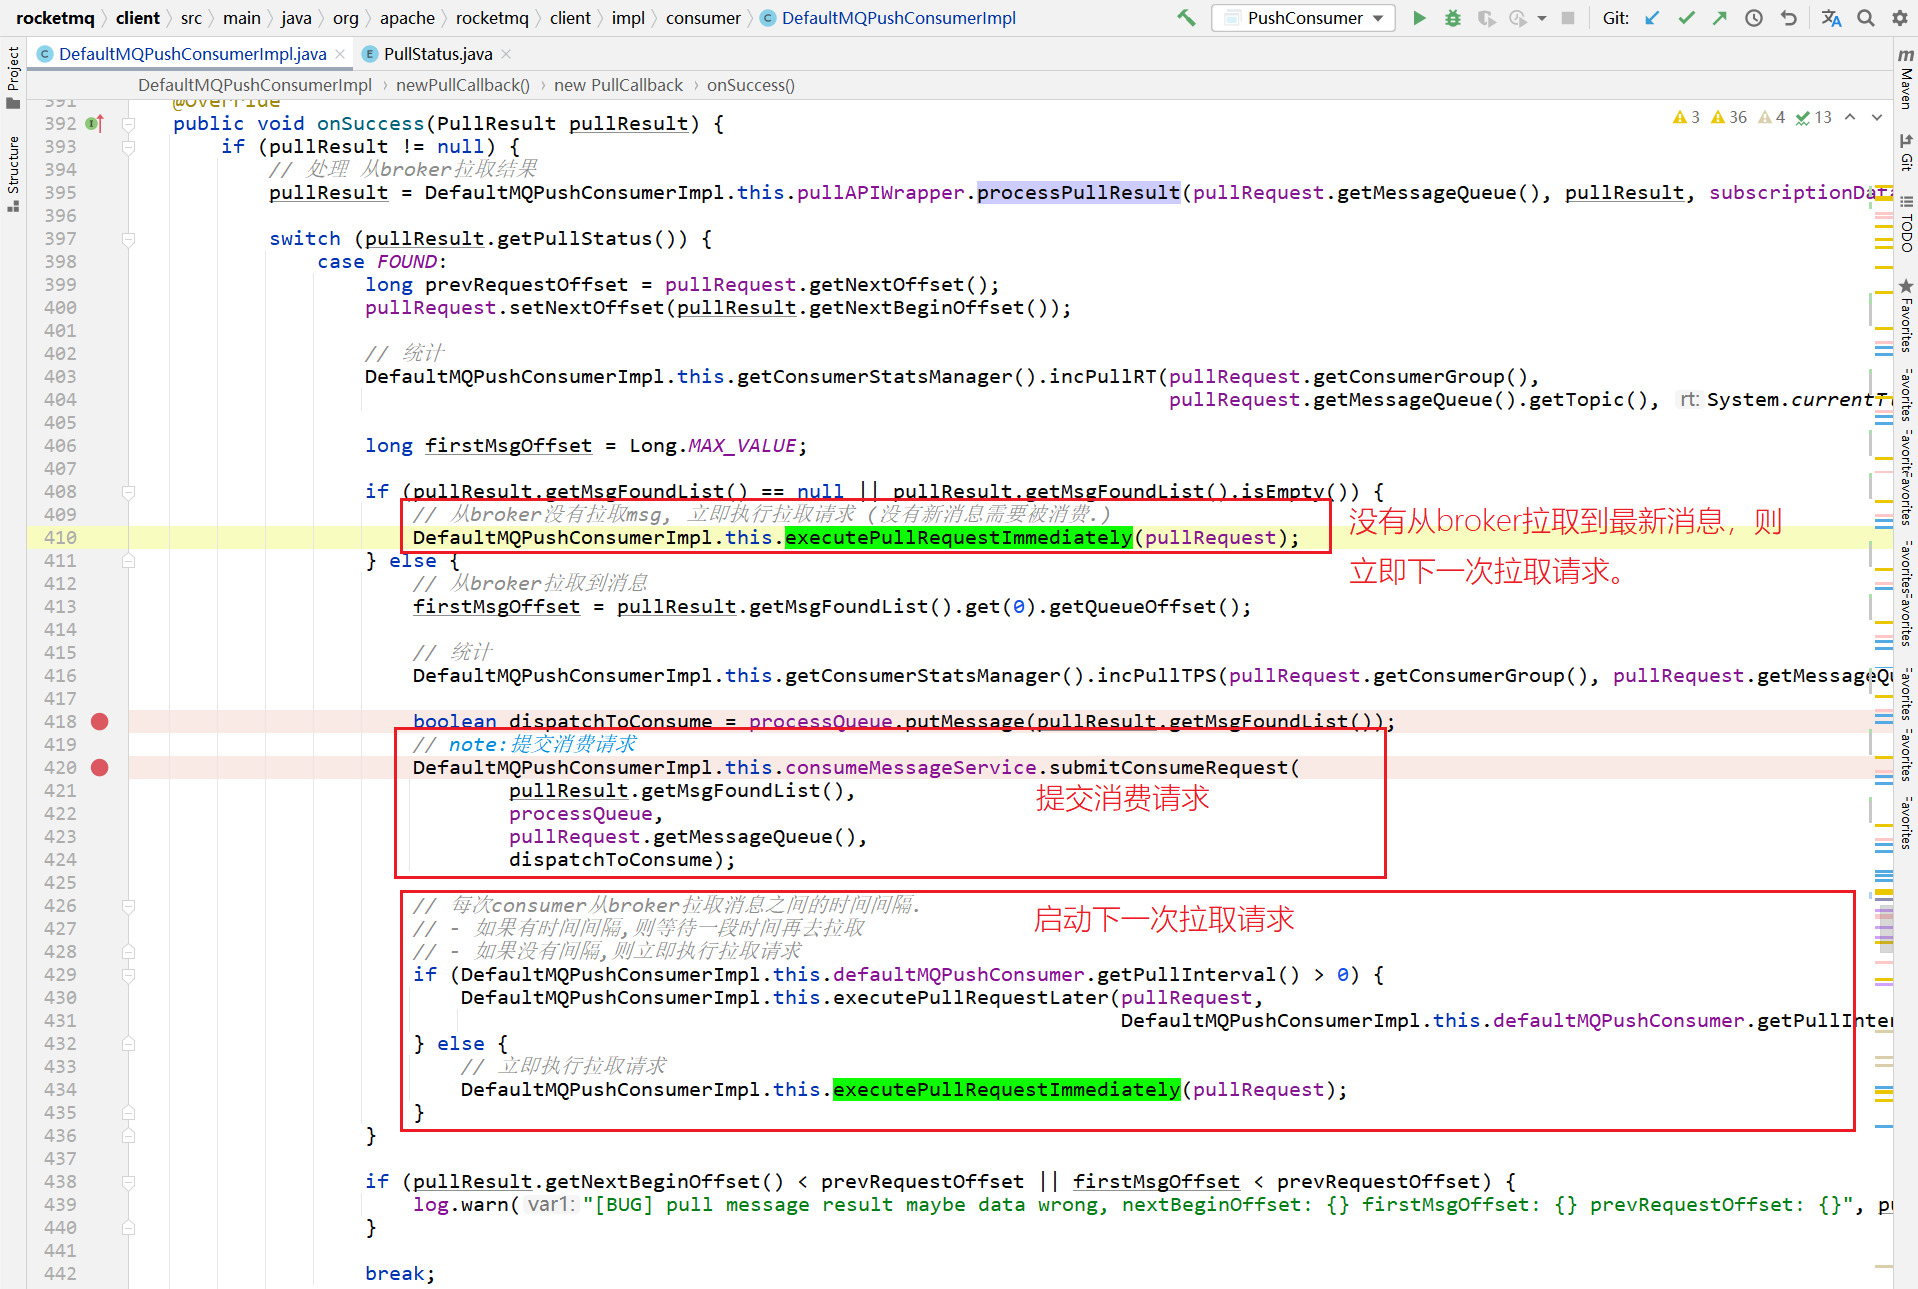 rocketmq client src main java org apache rocketmq client impl consumer DefaultMQPushConsumerImpl PushConsumer Git:
DefaultMQPushConsumerImpl.java PullStatus.java
DefaultMQPushConsumerImpl newPullCallback() new PullCallback onSuccess()
Project
Structure
Maven
Git
TODO
Favorites
3 36 4 13
391 @Override
392 public void onSuccess(PullResult pullResult) {
393 if (pullResult != null) {
394 // 处理 从broker拉取结果
395 pullResult = DefaultMQPushConsumerImpl.this.pullAPIWrapper.processPullResult(pullRequest.getMessageQueue(), pullResult, subscriptionData
396
397 switch (pullResult.getPullStatus()) {
398 case FOUND:
399 long prevRequestOffset = pullRequest.getNextOffset();
400 pullRequest.setNextOffset(pullResult.getNextBeginOffset());
401
402 // 统计
403 DefaultMQPushConsumerImpl.this.getConsumerStatsManager().incPullRT(pullRequest.getConsumerGroup(),
404 pullRequest.getMessageQueue().getTopic(), rt: System.currentT
405
406 long firstMsgOffset = Long.MAX_VALUE;
407
408 if (pullResult.getMsgFoundList() == null || pullResult.getMsgFoundList().isEmpty()) {
409 // 从broker没有拉取msg, 立即执行拉取请求 (没有新消息需要被消费.)
410 DefaultMQPushConsumerImpl.this.executePullRequestImmediately(pullRequest);
没有从broker拉取到最新消息，则
立即下一次拉取请求。
411 } else {
412 // 从broker拉取到消息
413 firstMsgOffset = pullResult.getMsgFoundList().get(0).getQueueOffset();
414
415 // 统计
416 DefaultMQPushConsumerImpl.this.getConsumerStatsManager().incPullTPS(pullRequest.getConsumerGroup(), pullRequest.getMessageQu
417
418 boolean dispatchToConsume = processQueue.putMessage(pullResult.getMsgFoundList());
419 // note:提交消费请求
420 DefaultMQPushConsumerImpl.this.consumeMessageService.submitConsumeRequest(
421 pullResult.getMsgFoundList(),
提交消费请求
422 processQueue,
423 pullRequest.getMessageQueue(),
424 dispatchToConsume);
425
426 // 每次consumer从broker拉取消息之间的时间间隔.
启动下一次拉取请求
427 // - 如果有时间间隔,则等待一段时间再去拉取
428 // - 如果没有间隔,则立即执行拉取请求
429 if (DefaultMQPushConsumerImpl.this.defaultMQPushConsumer.getPullInterval() > 0) {
430 DefaultMQPushConsumerImpl.this.executePullRequestLater(pullRequest,
431 DefaultMQPushConsumerImpl.this.defaultMQPushConsumer.getPullInter
432 } else {
433 // 立即执行拉取请求
434 DefaultMQPushConsumerImpl.this.executePullRequestImmediately(pullRequest);
435 }
436 }
437
438 if (pullResult.getNextBeginOffset() < prevRequestOffset || firstMsgOffset < prevRequestOffset) {
439 log.warn( var1: "[BUG] pull message result maybe data wrong, nextBeginOffset: {} firstMsgOffset: {} prevRequestOffset: {}", pu
440 }
441
442 break;